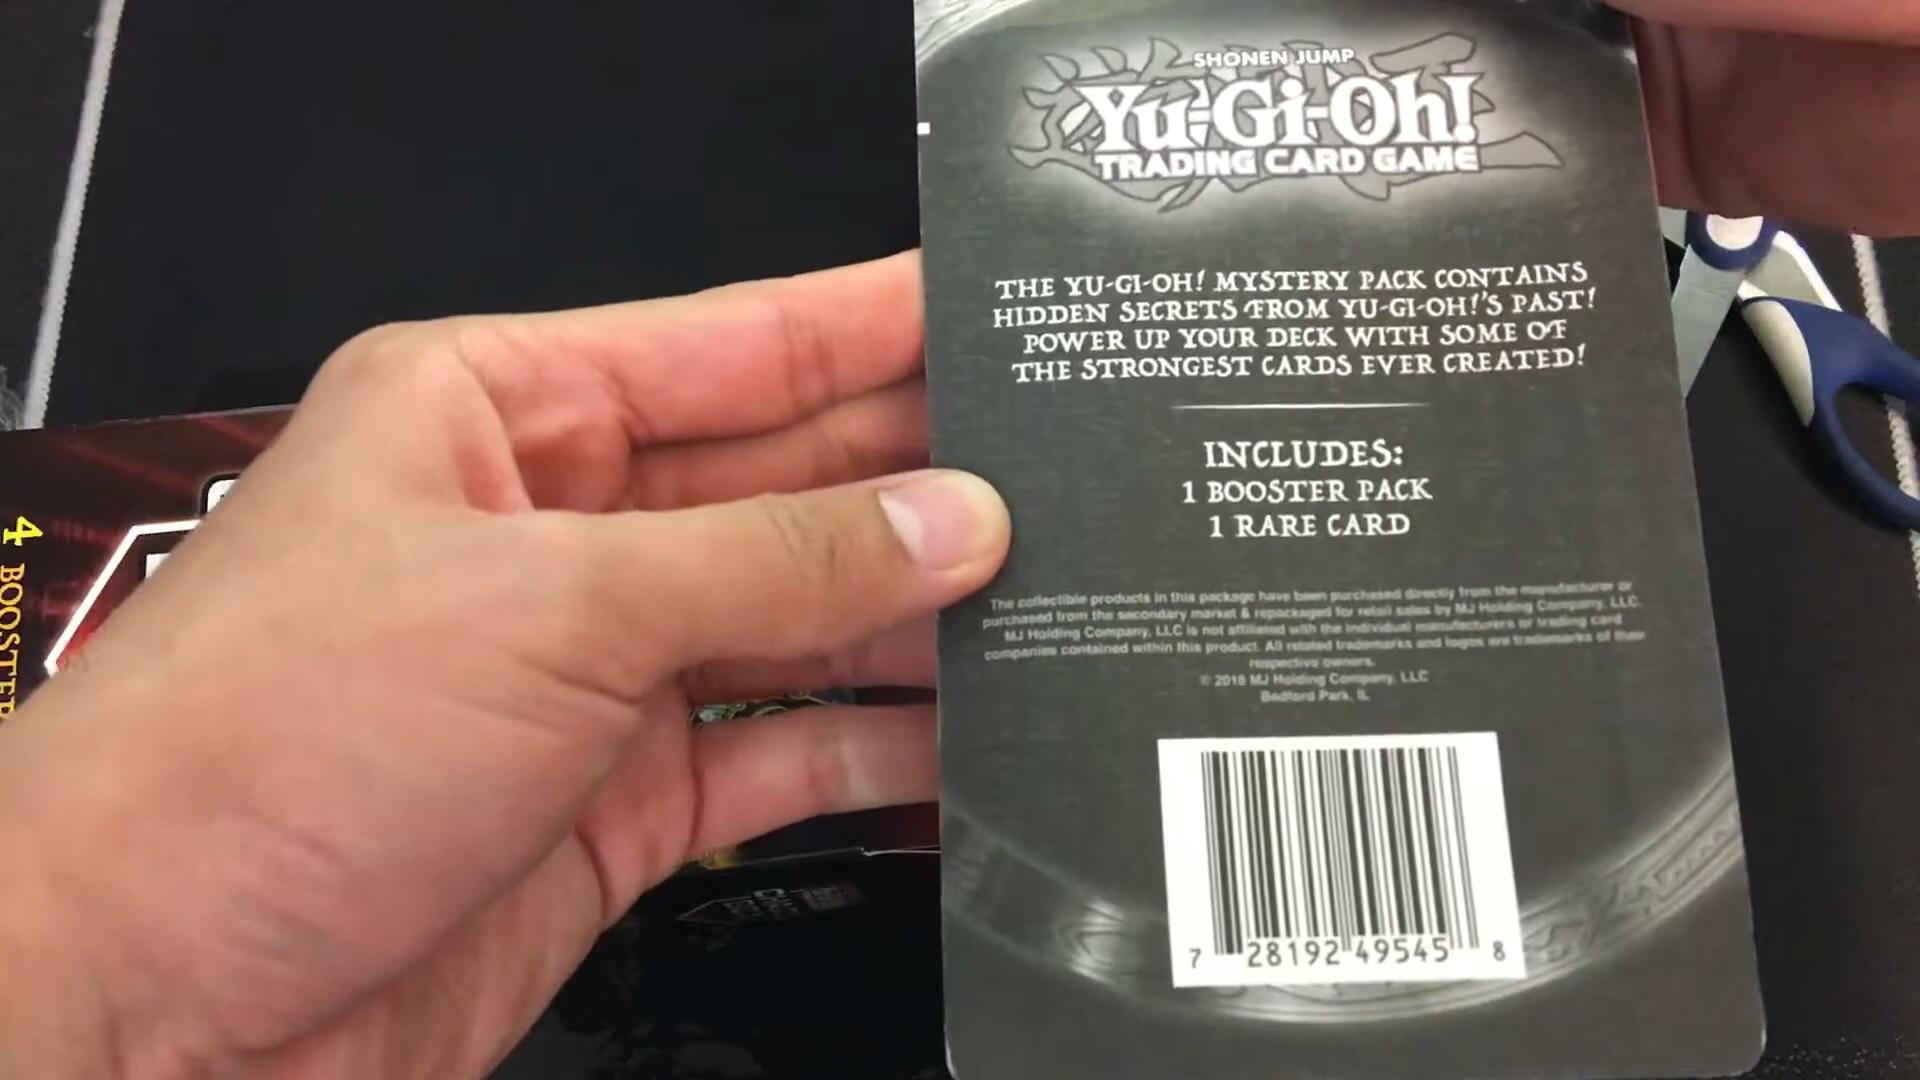 SHONEN JUMP
Yu-Gi-Oh!
TRADING CARD GAME
THE YU-GI-OH! MYSTERY PACK CONTAINS
HIDDEN SECRETS FROM YU-GI-OH!'S PAST!
POWER UP YOUR DECK WITH SOME OF
THE STRONGEST CARDS EVER CREATED!
INCLUDES:
1 BOOSTER PACK
1 RARE CARD
The collectible products in this package have been purchased directly from the manufacturer or
purchased from the secondary market & repackaged for retail sales by MJ Holding Company, LLC.
MJ Holding Company, LLC is not affiliated with the individual manufacturers or trading card
companies contained within this product. All related trademarks and logos are trademarks of their
respective owners.
© 2018 MJ Holding Company, LLC
Bedford Park, IL
7 28192 49545 8
4 BOOSTER